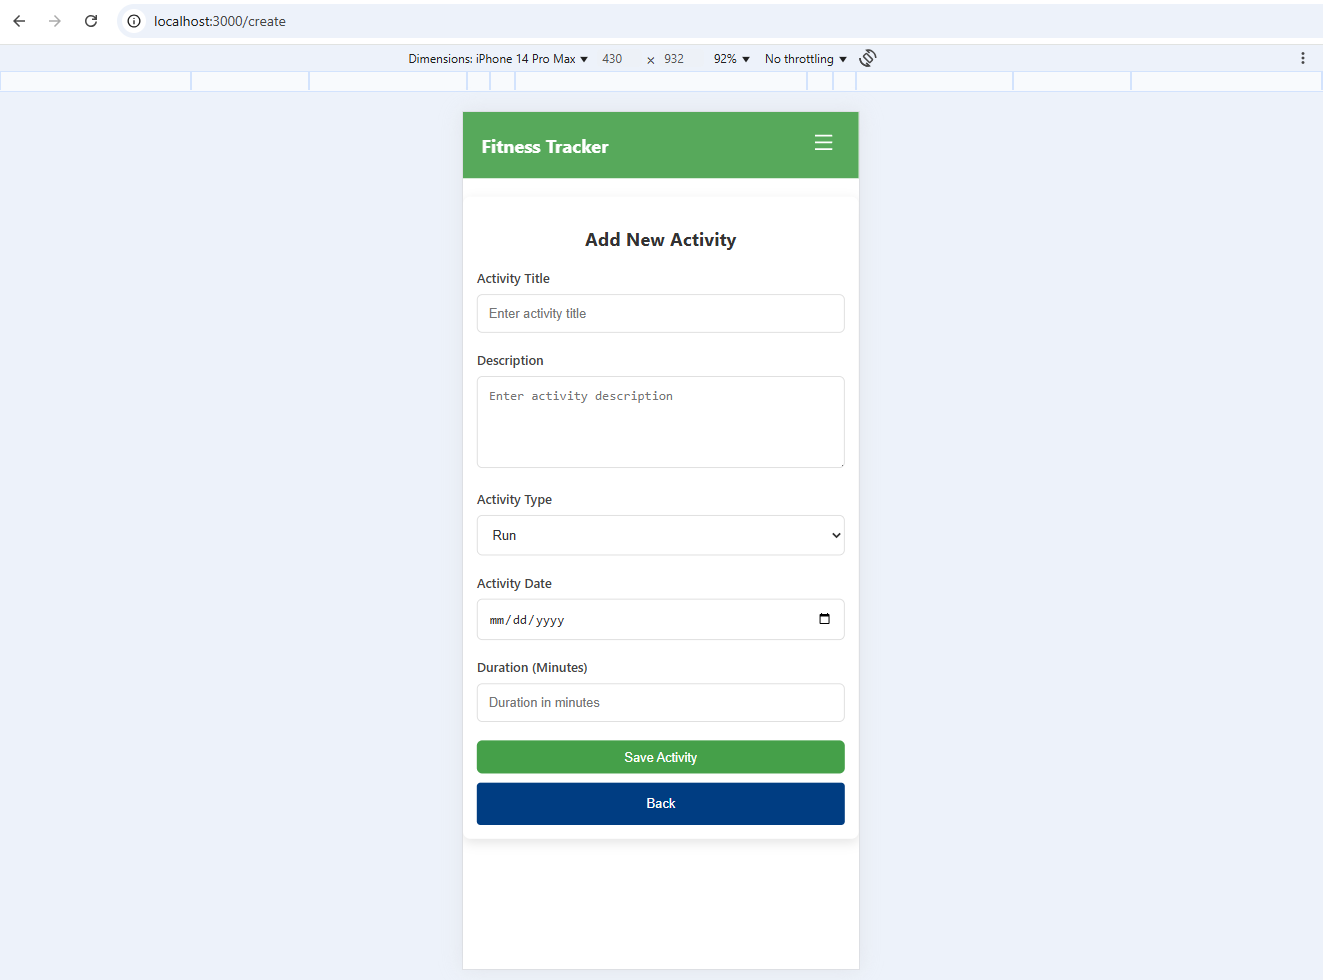 localhost:3000/create
Dimensions: iPhone 14 Pro Max 430 × 932 92% No throttling
Fitness Tracker
Add New Activity
Activity Title
Enter activity title
Description
Enter activity description
Activity Type
Run
Activity Date
mm/dd/yyyy
Duration (Minutes)
Duration in minutes
Save Activity
Back